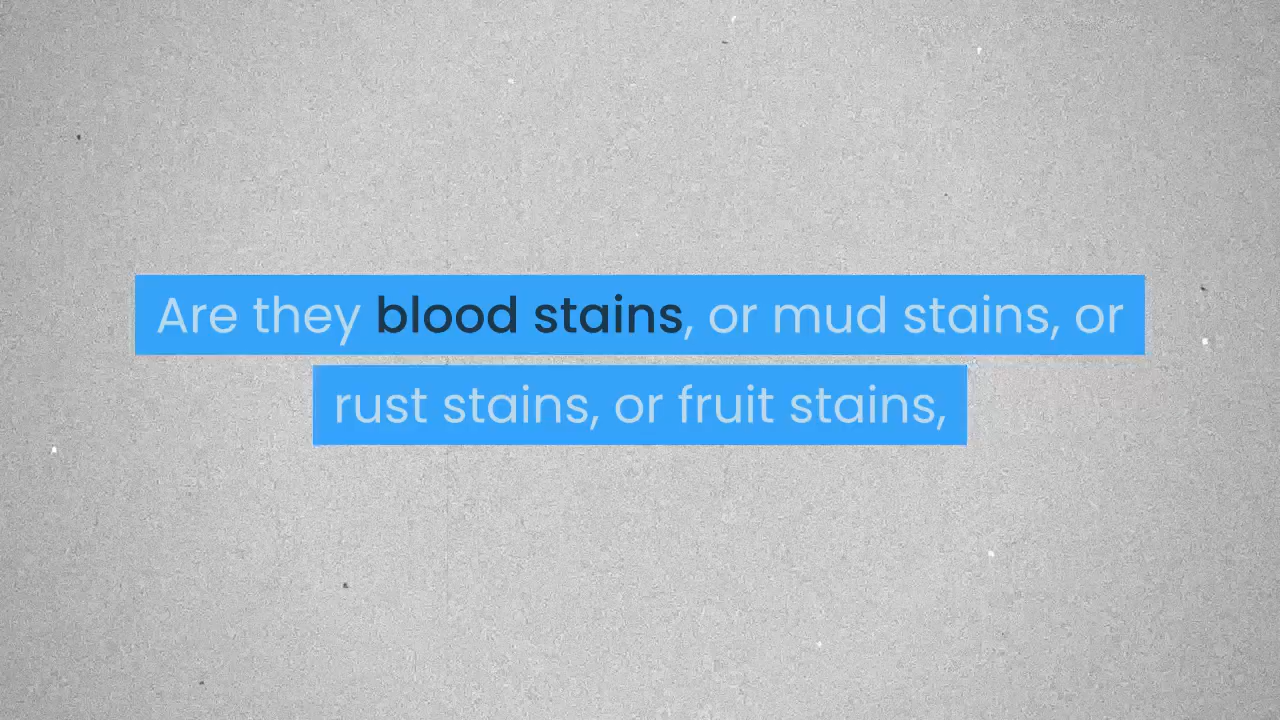 Are they blood stains, or mud stains, or
rust stains, or fruit stains,